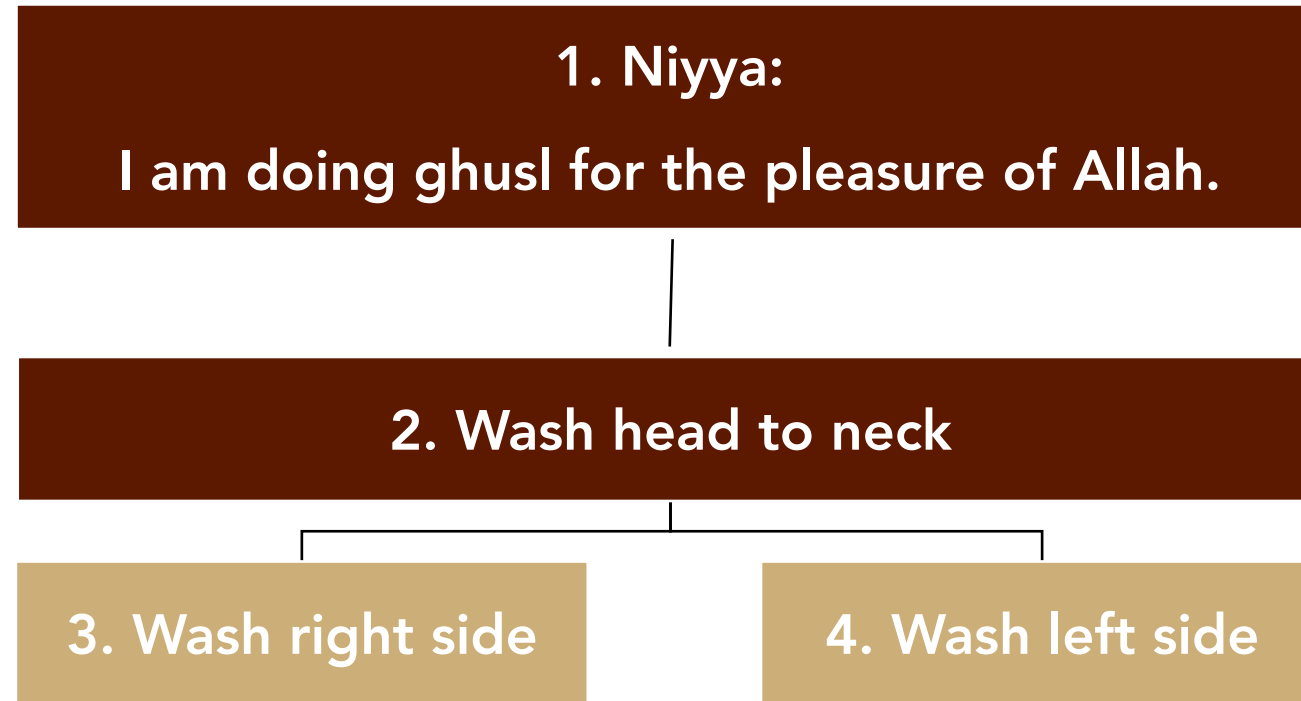 1. Niyya:
I am doing ghusl for the pleasure of Allah.
2. Wash head to neck
3. Wash right side
4. Wash left side